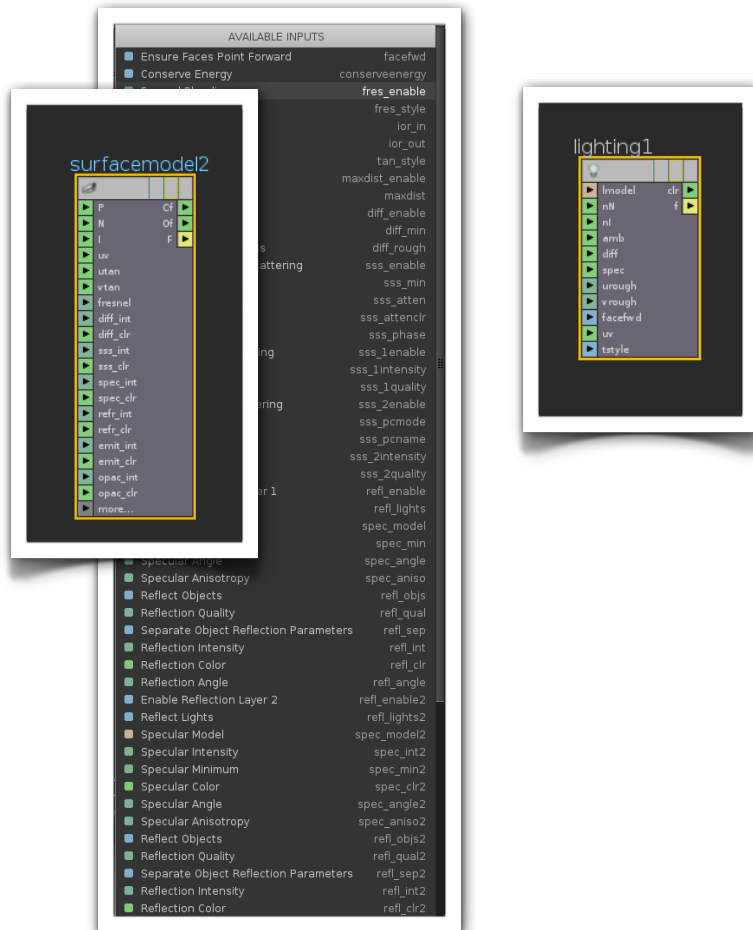 AVAILABLE INPUTS
Ensure Faces Point Forward facefwd
Conserve Energy conserveenergy
fres_enable
fres_style
ior_in
ior_out
tan_style
maxdist_enable
maxdist
diff_enable
diff_min
diff_rough
attering sss_enable
sss_min
sss_atten
sss_attenclr
sss_phase
ing sss_1enable
sss_1intensity
sss_1quality
ering sss_2enable
sss_pcmode
sss_pcname
sss_2intensity
sss_2quality
er 1 refl_enable
refl_lights
spec_model
spec_min
Specular Angle spec_angle
Specular Anisotropy spec_aniso
Reflect Objects refl_objs
Reflection Quality refl_qual
Separate Object Reflection Parameters refl_sep
Reflection Intensity refl_int
Reflection Color refl_clr
Reflection Angle refl_angle
Enable Reflection Layer 2 refl_enable2
Reflect Lights refl_lights2
Specular Model spec_model2
Specular Intensity spec_int2
Specular Minimum spec_min2
Specular Color spec_clr2
Specular Angle spec_angle2
Specular Anisotropy spec_aniso2
Reflect Objects refl_objs2
Reflection Quality refl_qual2
Separate Object Reflection Parameters refl_sep2
Reflection Intensity refl_int2
Reflection Color refl_clr2
surfacemodel2
P Cf
N Of
I F
uv
utan
vtan
fresnel
diff_int
diff_clr
sss_int
sss_clr
spec_int
spec_clr
refr_int
refr_clr
emit_int
emit_clr
opac_int
opac_clr
more...
lighting1
lmodel clr
nN f
nI
amb
diff
spec
urough
vrough
facefwd
uv
tstyle